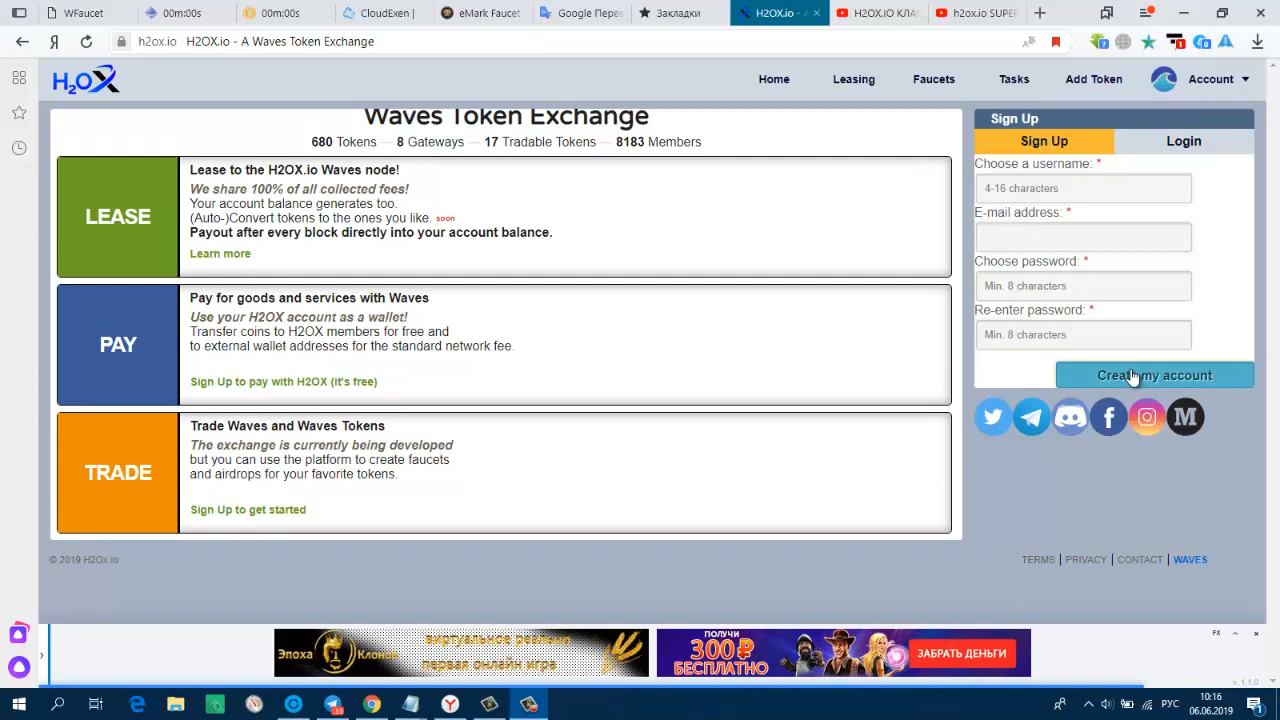 WFaucet
00m:00s
00m:00s
CloudExen |
eMark Faucet
Google Перев
Закладки
H2OX.io - A
H2OX.IO КЛА
h2ox.io SUPER
h2ox.io H2OX.io - A Waves Token Exchange
H2OX
Home
Leasing
Faucets
Tasks
Add Token
Account
Waves Token Exchange
680 Tokens — 8 Gateways — 17 Tradable Tokens — 8183 Members
LEASE
Lease to the H2OX.io Waves node!
We share 100% of all collected fees!
Your account balance generates too.
(Auto-)Convert tokens to the ones you like. soon
Payout after every block directly into your account balance.
Learn more
PAY
Pay for goods and services with Waves
Use your H2OX account as a wallet!
Transfer coins to H2OX members for free and
to external wallet addresses for the standard network fee.
Sign Up to pay with H2OX (it's free)
TRADE
Trade Waves and Waves Tokens
The exchange is currently being developed
but you can use the platform to create faucets
and airdrops for your favorite tokens.
Sign Up to get started
Sign Up
Sign Up
Login
Choose a username: *
4-16 characters
E-mail address: *
Choose password: *
Min. 8 characters
Re-enter password: *
Min. 8 characters
Create my account
© 2019 H2Ox.io
TERMS | PRIVACY | CONTACT | WAVES
Эпоха Клонов
Виртуальное реально
первая онлайн игра
ПОЛУЧИ
300₽
БЕСПЛАТНО
ЗАБРАТЬ ДЕНЬГИ
v. 1.1.0
РУС
10:16
06.06.2019